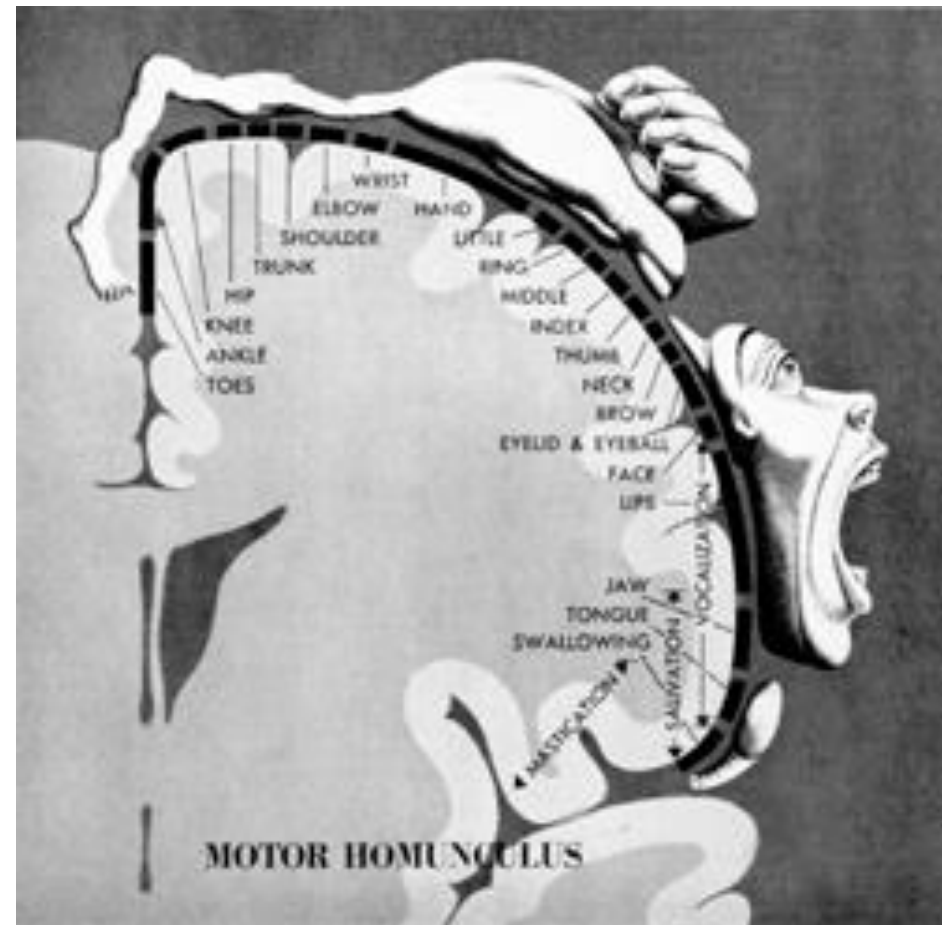 WRIST
ELBOW
HAND
SHOULDER
LITTLE
TRUNK
RING
HIP
MIDDLE
KNEE
INDEX
ANKLE
THUMB
TOES
NECK
BROW
EYELID & EYEBALL
FACE
LIPS
VOCALIZATION
JAW
TONGUE
SWALLOWING
SALIVATION
MASTICATION
MOTOR HOMUNCULUS